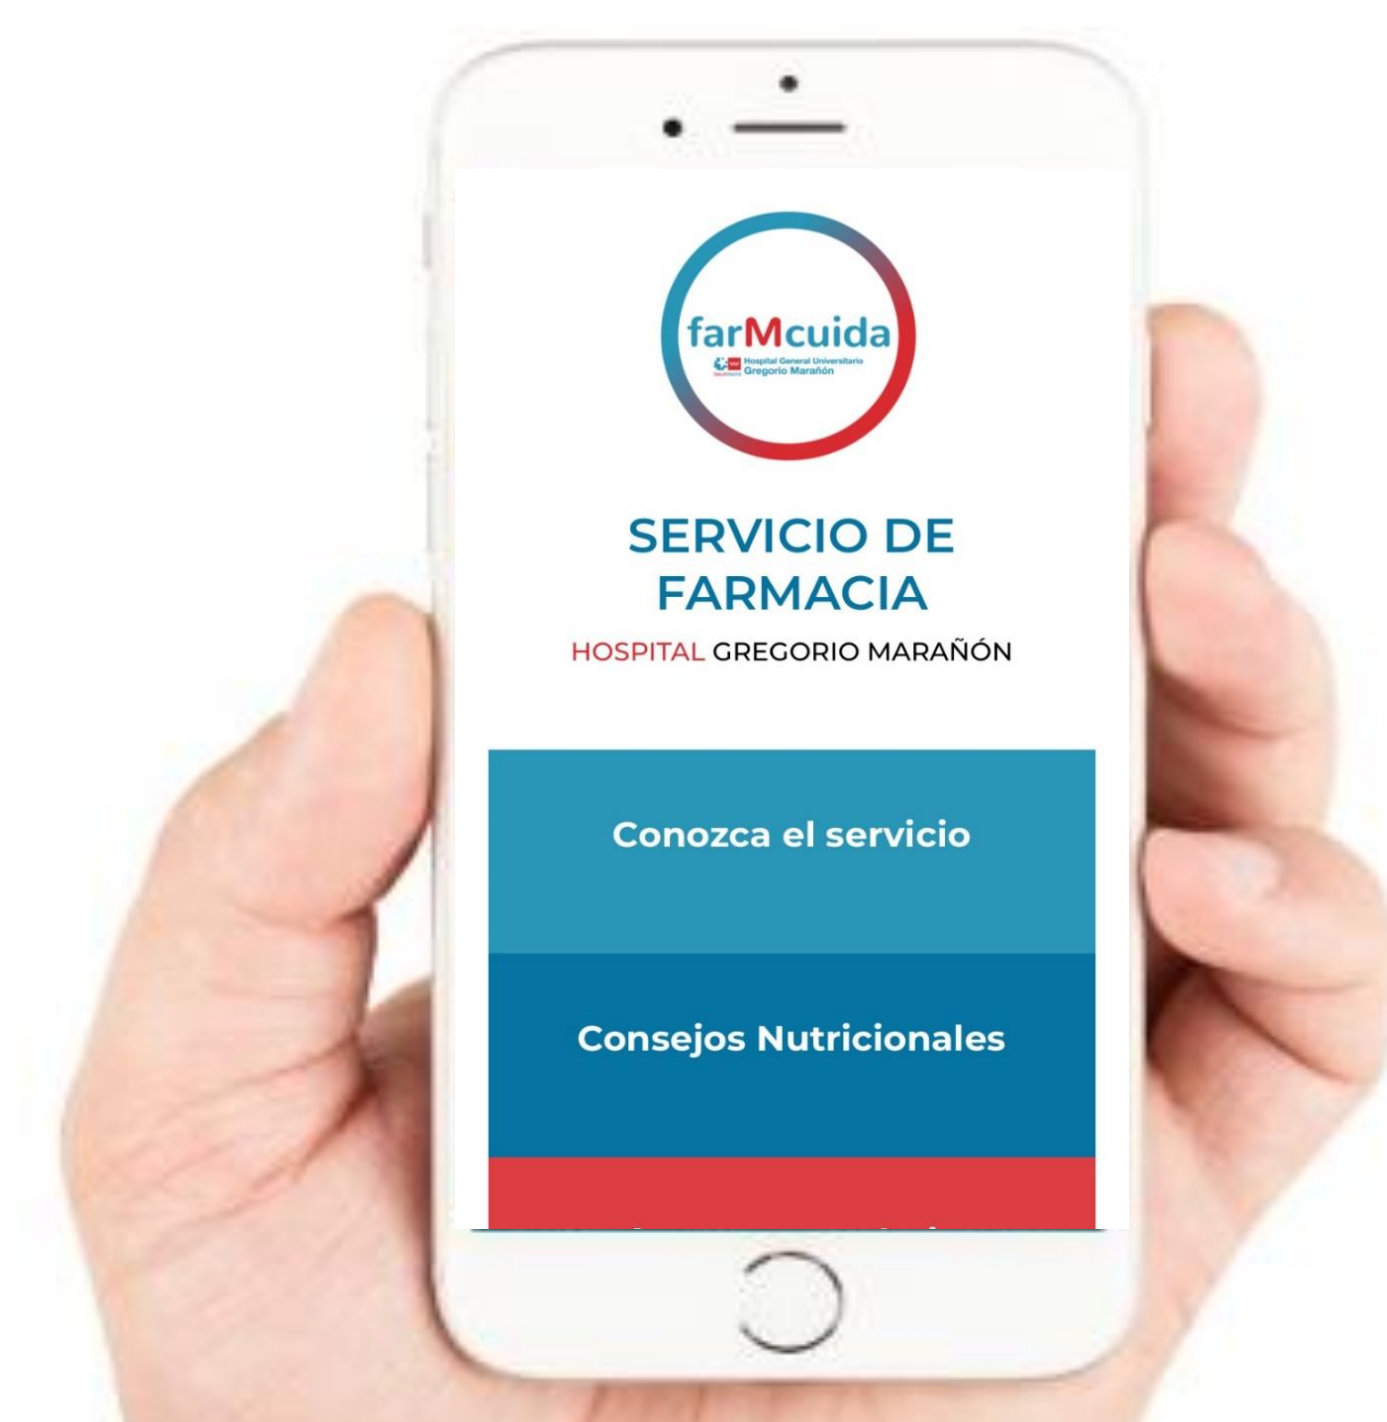 farMcuida
Hospital General Universitario
Gregorio Marañón
SERVICIO DE
FARMACIA
HOSPITAL GREGORIO MARAÑÓN
Conozca el servicio
Consejos Nutricionales